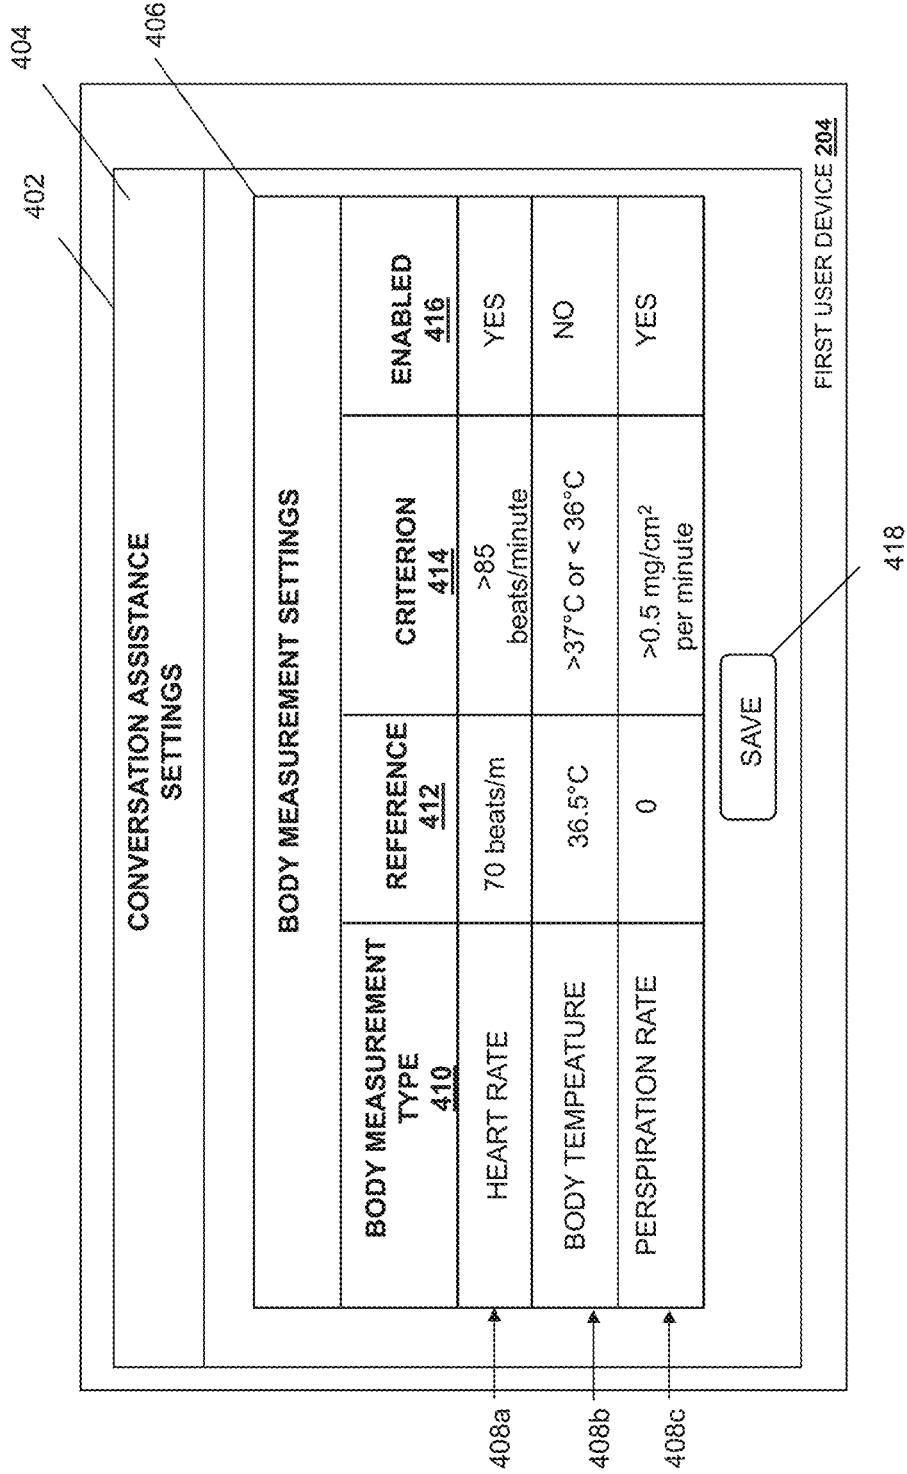 404
406
402
CONVERSATION ASSISTANCE
SETTINGS
BODY MEASUREMENT SETTINGS
BODY MEASUREMENT
TYPE
410
REFERENCE
412
CRITERION
414
ENABLED
416
408a
HEART RATE
70 beats/m
>85
beats/minute
YES
408b
BODY TEMPEATURE
36.5°C
>37°C or < 36°C
NO
408c
PERSPIRATION RATE
0
>0.5 mg/cm²
per minute
YES
SAVE
418
FIRST USER DEVICE 204